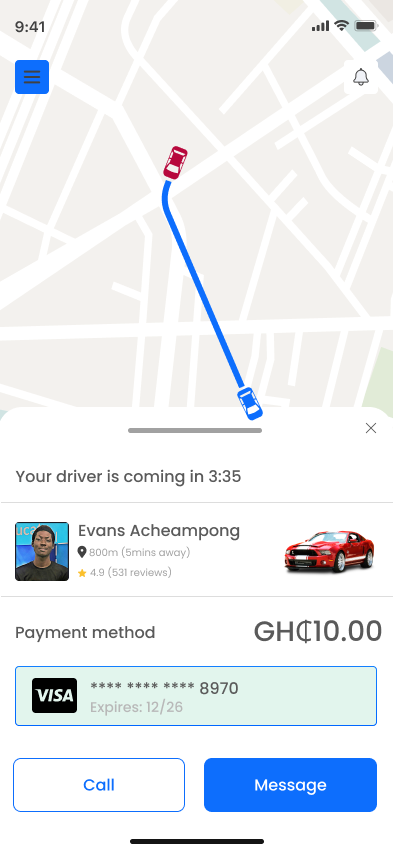 9:41
Your driver is coming in 3:35
Evans Acheampong
800m (5mins away)
4.9 (531 reviews)
Payment method
GH₵10.00
VISA
**** **** **** 8970
Expires: 12/26
Call
Message